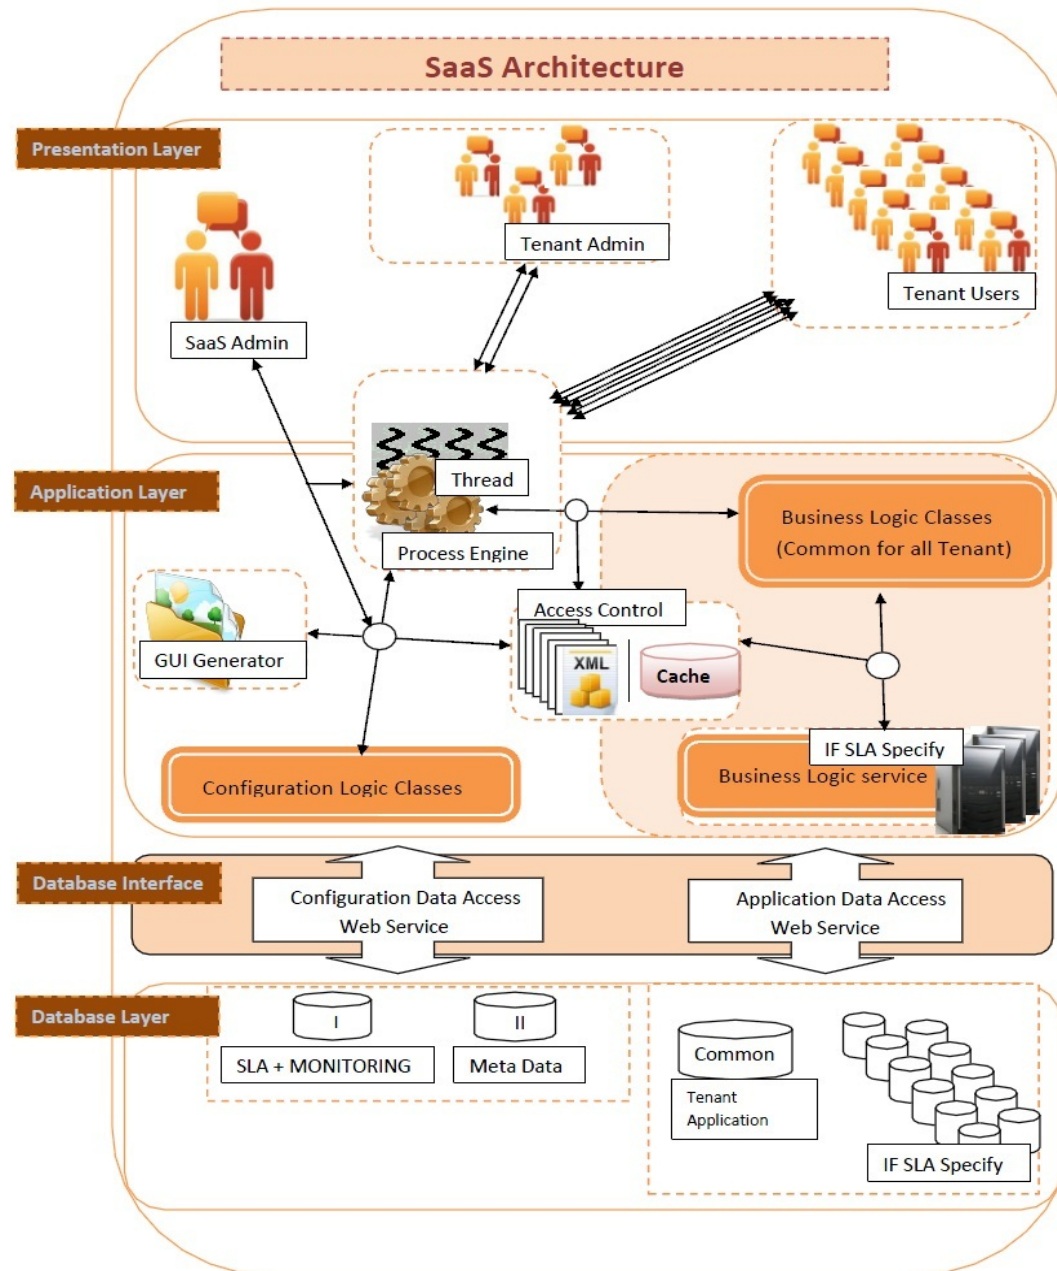 SaaS Architecture
Presentation Layer
Tenant Admin
Tenant Users
SaaS Admin
Application Layer
Thread
Process Engine
Business Logic Classes
(Common for all Tenant)
Access Control
GUI Generator
XML
Cache
IF SLA Specify
Business Logic service
Configuration Logic Classes
Database Interface
Configuration Data Access
Web Service
Application Data Access
Web Service
Database Layer
I
II
SLA + MONITORING
Meta Data
Common
Tenant
Application
IF SLA Specify